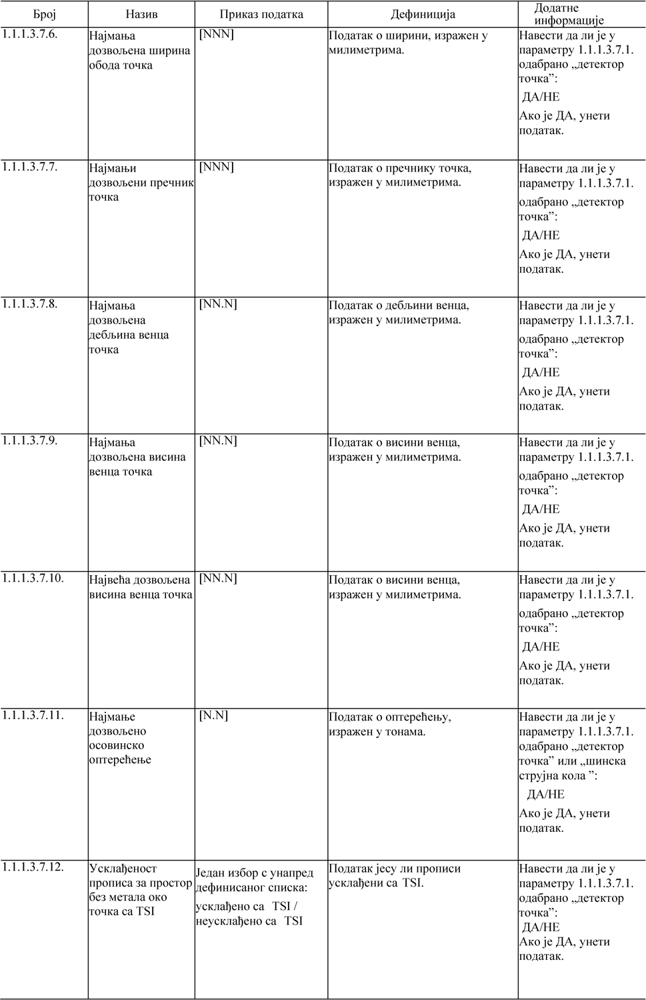 Број
Назив
Приказ податка
Дефиниција
Додатне
информације
1.1.1.3.7.6.
Најмања
дозвољена ширина
обода точка
[NNN]
Податак о ширини, изражен у
милиметрима.
Навести да ли је у
параметру 1.1.1.3.7.1.
одабрано „детектор
точка”:
ДА/НЕ
Ако је ДА, унети
податак.
1.1.1.3.7.7.
Најмањи
дозвољени пречник
точка
[NNN]
Податак о пречнику точка,
изражен у милиметрима.
Навести да ли је у
параметру 1.1.1.3.7.1.
одабрано „детектор
точка”:
ДА/НЕ
Ако је ДА, унети
податак.
1.1.1.3.7.8.
Најмања
дозвољена
дебљина венца
точка
[NN.N]
Податак о дебљини венца,
изражен у милиметрима.
Навести да ли је у
параметру 1.1.1.3.7.1.
одабрано „детектор
точка”:
ДА/НЕ
Ако је ДА, унети
податак.
1.1.1.3.7.9.
Најмања
дозвољена висина
венца точка
[NN.N]
Податак о висини венца,
изражен у милиметрима.
Навести да ли је у
параметру 1.1.1.3.7.1.
одабрано „детектор
точка”:
ДА/НЕ
Ако је ДА, унети
податак.
1.1.1.3.7.10.
Највећа дозвољена
висина венца точка
[NN.N]
Податак о висини венца,
изражен у милиметрима.
Навести да ли је у
параметру 1.1.1.3.7.1.
одабрано „детектор
точка”:
ДА/НЕ
Ако је ДА, унети
податак.
1.1.1.3.7.11.
Најмање
дозвољено
осовинско
оптерећење
[N.N]
Податак о оптерећењу,
изражен у тонама.
Навести да ли је у
параметру 1.1.1.3.7.1.
одабрано „детектор
точка” или „шинска
струјна кола ”:
ДА/НЕ
Ако је ДА, унети
податак.
1.1.1.3.7.12.
Усклађеност
прописа за простор
без метала око
точка са TSI
Један избор с унапред
дефинисаног списка:
усклађено са TSI /
неусклађено са TSI
Податак јесу ли прописи
усклађени са TSI.
Навести да ли је у
параметру 1.1.1.3.7.1.
одабрано „детектор
точка”:
ДА/НЕ
Ако је ДА, унети
податак.